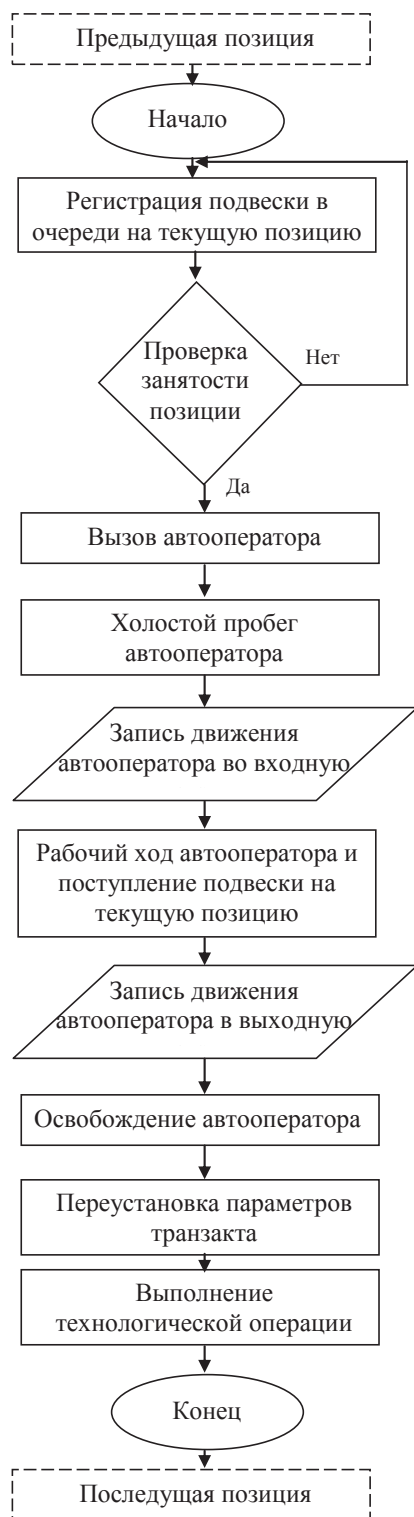 Предыдущая позиция
Начало
Регистрация подвески в
очереди на текущую позицию
Проверка
занятости
позиции
Нет
Да
Вызов автооператора
Холостой пробег
автооператора
Запись движения
автооператора во входную
Рабочий ход автооператора и
поступление подвески на
текущую позицию
Запись движения
автооператора в выходную
Освобождение автооператора
Переустановка параметров
транзакта
Выполнение
технологической операции
Конец
Последущая позиция